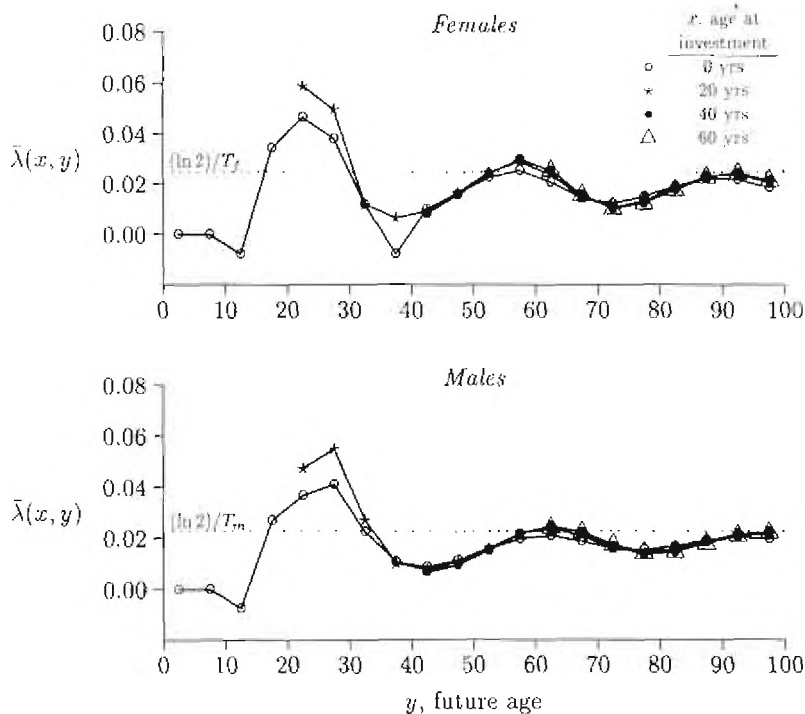 Females
x. age at
investment
0 yrs
20 yrs
40 yrs
60 yrs
0.08
0.06
0.04
0.02
0.00
λ̄(x, y)
(ln 2)/T_f
0 10 20 30 40 50 60 70 80 90 100
Males
0.08
0.06
0.04
0.02
0.00
λ̄(x, y)
(ln 2)/T_m
0 10 20 30 40 50 60 70 80 90 100
y, future age